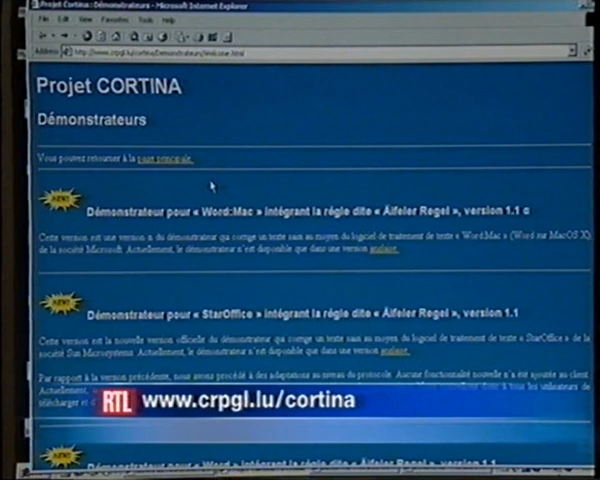 Projet Cortina : Démonstrateurs - Microsoft Internet Explorer
File Edit View Favorites Tools Help
Address http://www.crpgl.lu/cortina/Demonstrateurs/Welcome.html
Projet CORTINA
Démonstrateurs
Vous pouvez retourner à la page principale.
NEW!
Démonstrateur pour « Word:Mac » intégrant la règle dite « Äifeler Regel », version 1.1 α
Cette version est une version α du démonstrateur qui corrige un texte saisi au moyen du logiciel de traitement de texte « Word:Mac » (Word sur MacOS X)
de la société Microsoft. Actuellement, le démonstrateur n'est disponible que dans une version anglaise.
NEW!
Démonstrateur pour « StarOffice » intégrant la règle dite « Äifeler Regel », version 1.1
Cette version est la nouvelle version officielle du démonstrateur qui corrige un texte saisi au moyen du logiciel de traitement de texte « StarOffice » de la
société Sun Microsystems. Actuellement, le démonstrateur n'est disponible que dans une version anglaise.
Par rapport à la version précédente, nous avons procédé à des adaptations au niveau du protocole. Aucune fonctionnalité nouvelle n'a été ajoutée au client.
Actuellement, à tous les utilisateurs de
télécharger et d
RTL www.crpgl.lu/cortina
NEW!
Démonstrateur pour « Word » intégrant la règle dite « Äifeler Regel », version 1.1